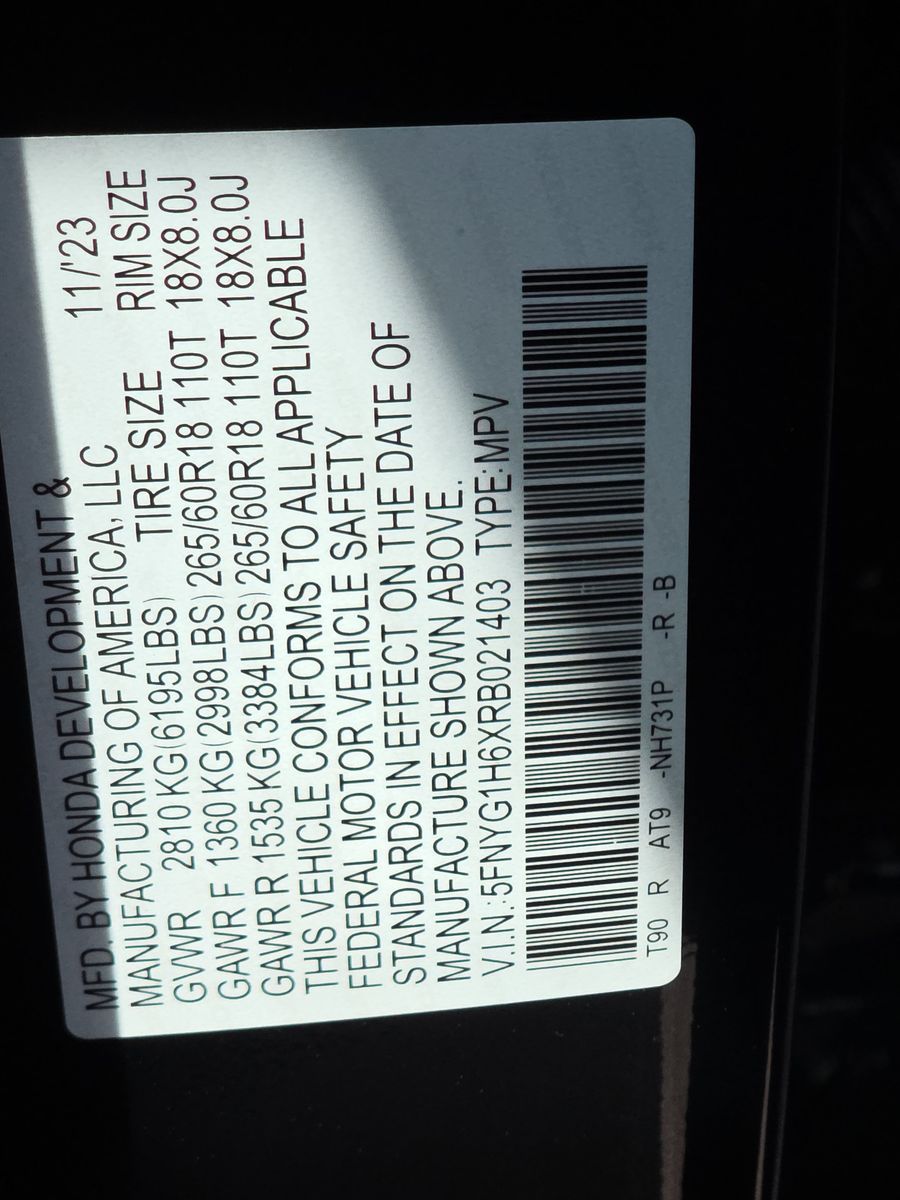 MFD. BY HONDA DEVELOPMENT &
MANUFACTURING OF AMERICA, LLC 11/'23
GVWR 2810 KG(6195LBS) TIRE SIZE RIM SIZE
GAWR F 1360 KG(2998LBS) 265/60R18 110T 18X8.0J
GAWR R 1535 KG(3384LBS) 265/60R18 110T 18X8.0J
THIS VEHICLE CONFORMS TO ALL APPLICABLE
FEDERAL MOTOR VEHICLE SAFETY
STANDARDS IN EFFECT ON THE DATE OF
MANUFACTURE SHOWN ABOVE.
V.I.N.:5FNYG1H6XRB021403 TYPE:MPV
T90 R AT9 -NH731P -R -B